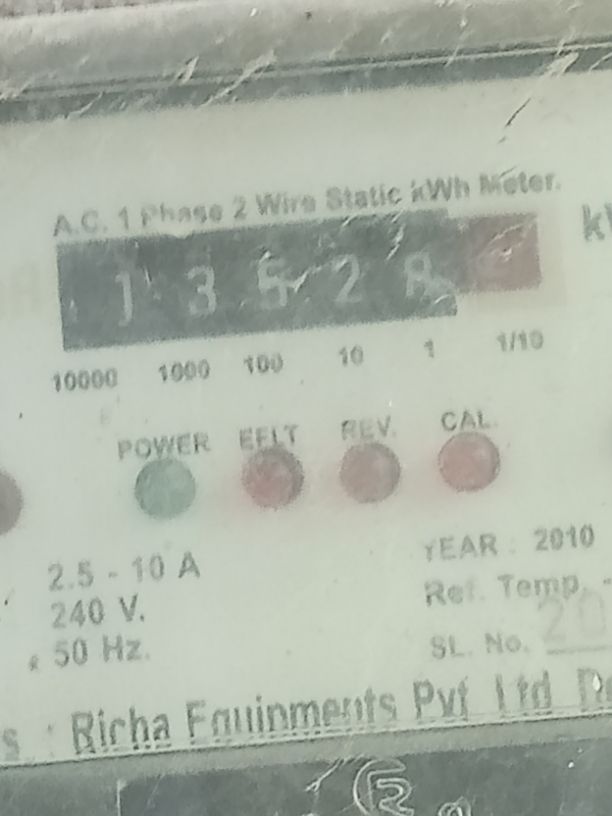 A.C. 1 Phase 2 Wire Static kWh Meter.
1 3 5 2 8
10000 1000 100 10 1 1/10
POWER EFLT REV. CAL.
2.5 - 10 A
240 V.
50 Hz.
YEAR : 2010
Ref. Temp.
SL. No. 20
Richa Equipments Pvt Ltd